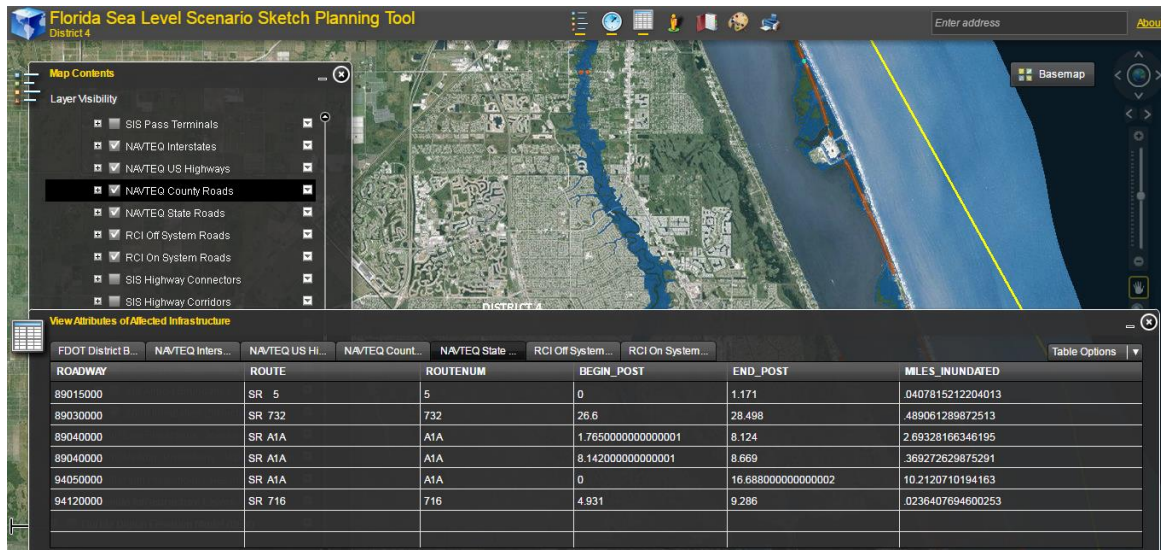 Florida Sea Level Scenario Sketch Planning Tool
District 4
Enter address
Abou
Map Contents
Layer Visibility
SIS Pass Terminals
NAVTEQ Interstates
NAVTEQ US Highways
NAVTEQ County Roads
NAVTEQ State Roads
RCI Off System Roads
RCI On System Roads
SIS Highway Connectors
SIS Highway Corridors
Basemap
DISTRICT 4
View Attributes of Affected Infrastructure
FDOT District B... NAVTEQ Inters... NAVTEQ US Hi... NAVTEQ Count... NAVTEQ State ... RCI Off System... RCI On System... Table Options
ROADWAY ROUTE ROUTENUM BEGIN_POST END_POST MILES_INUNDATED
89015000 SR 5 5 0 1.171 .0407815212204013
89030000 SR 732 732 26.6 28.498 .489061289872513
89040000 SR A1A A1A 1.7650000000000001 8.124 2.69328166346195
89040000 SR A1A A1A 8.142000000000001 8.669 .369272629875291
94050000 SR A1A A1A 0 16.688000000000002 10.2120710194163
94120000 SR 716 716 4.931 9.286 .0236407694600253